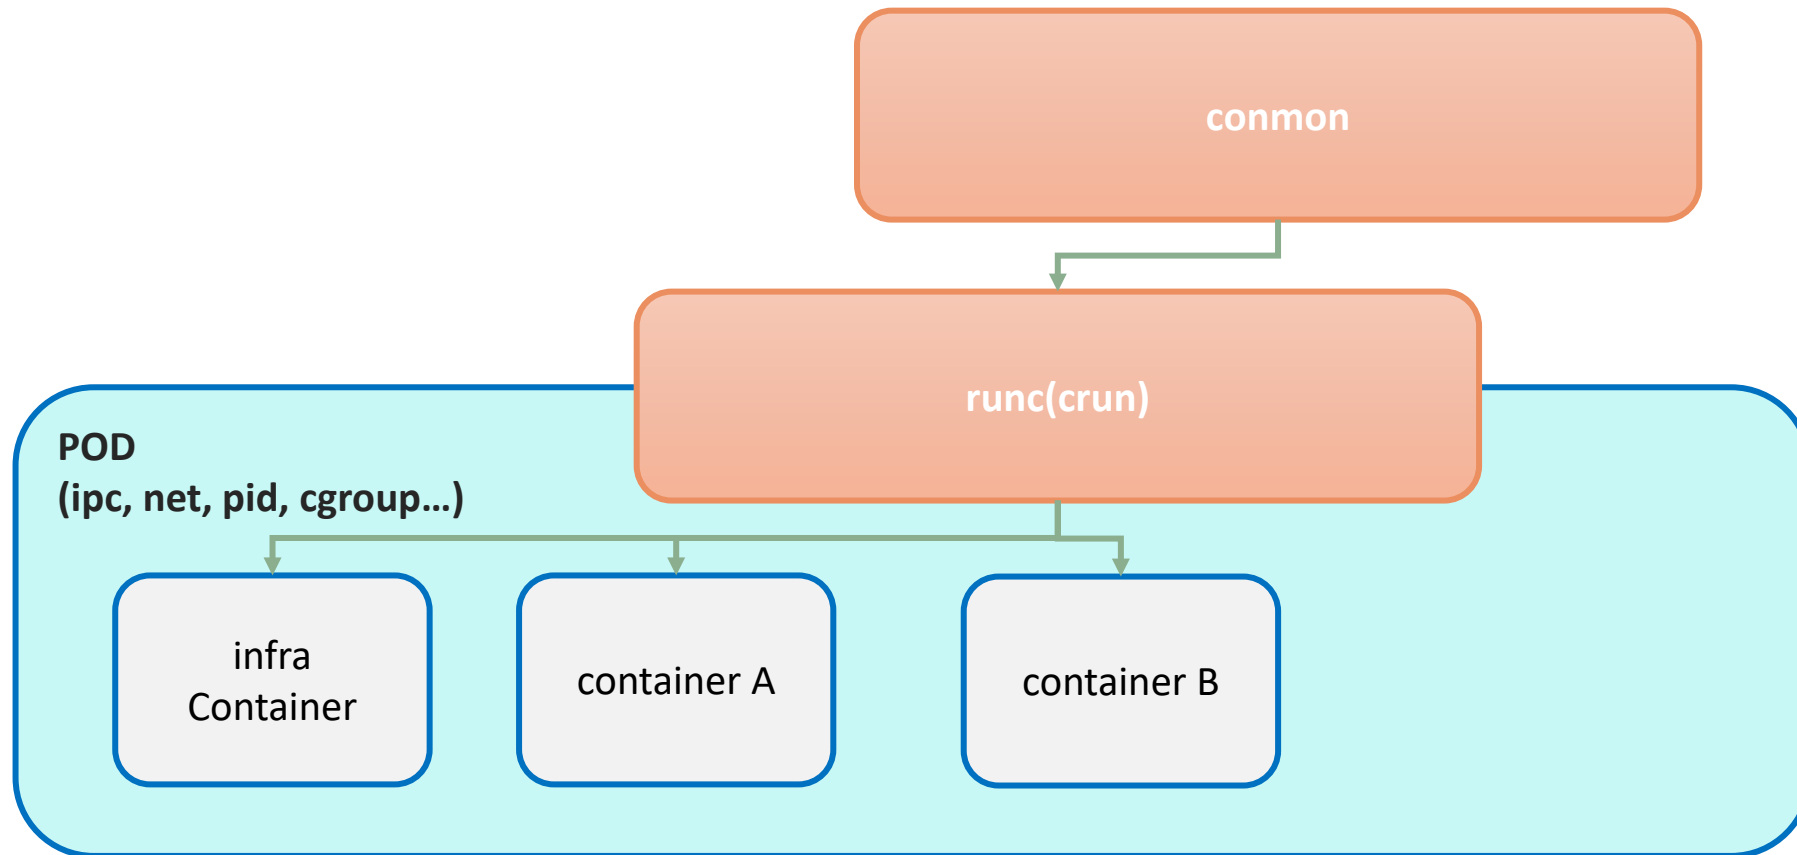 conmon
runc(crun)
POD
(ipc, net, pid, cgroup...)
infra
Container
container A
container B